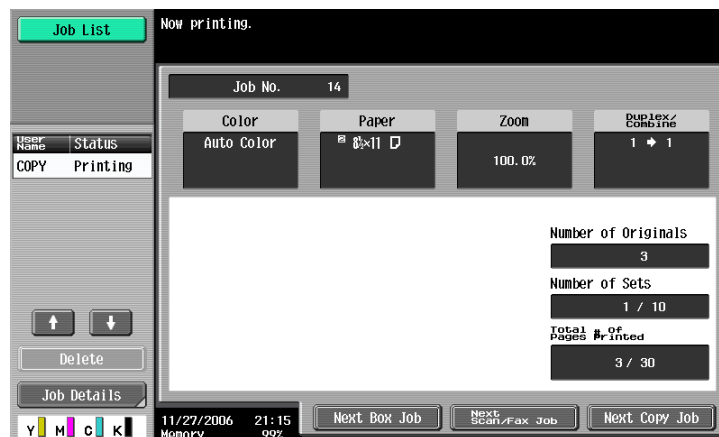 Job List
Now printing.
Job No. 14
Color
Paper
Zoom
Duplex/
Combine
Auto Color
2 8½×11
100.0%
1 → 1
User
Name
Status
COPY Printing
Number of Originals
3
Number of Sets
1 / 10
Total # of
Pages Printed
3 / 30
Delete
Job Details
Y M C K
11/27/2006 21:15
Memory 99%
Next Box Job
Next
Scan/Fax Job
Next Copy Job